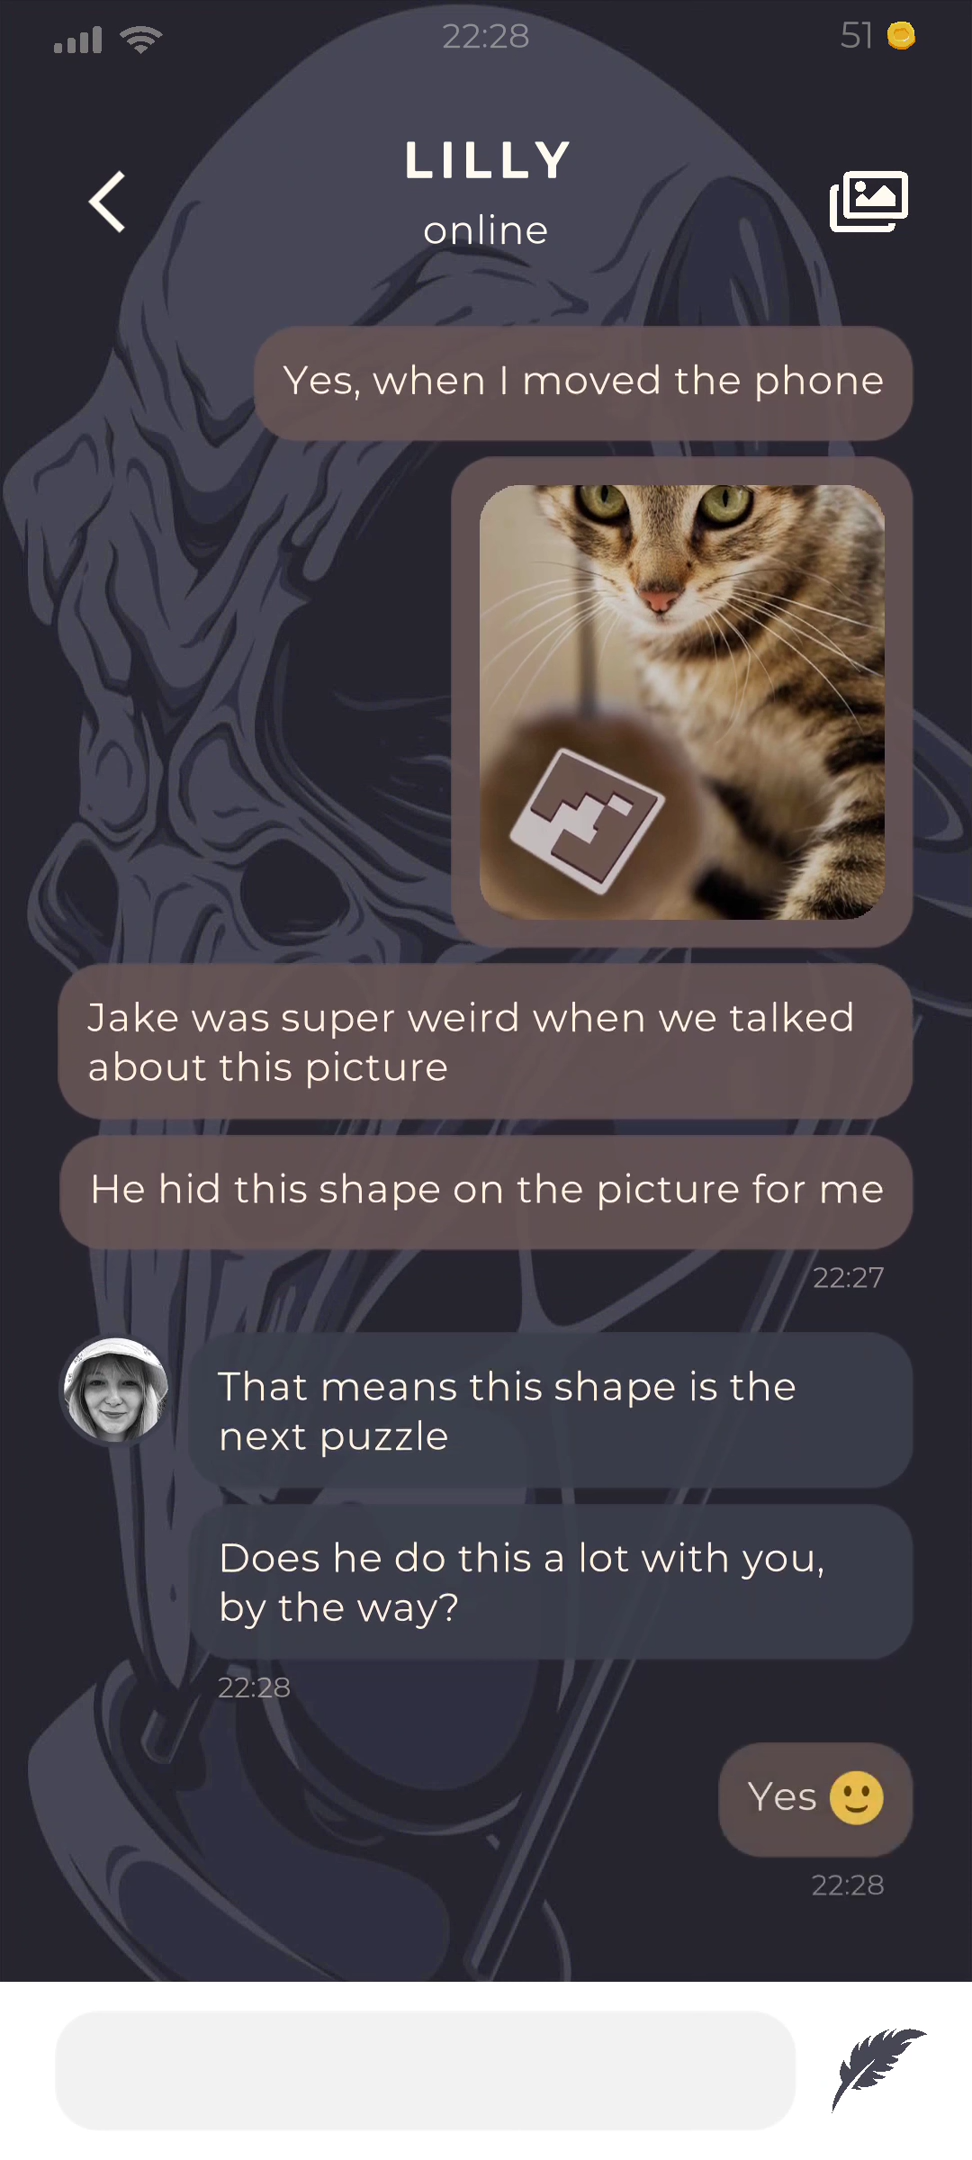 22:28
51
LILLY
online
Yes, when I moved the phone
Jake was super weird when we talked
about this picture
He hid this shape on the picture for me
22:27
That means this shape is the
next puzzle
Does he do this a lot with you,
by the way?
22:28
Yes 🙂
22:28